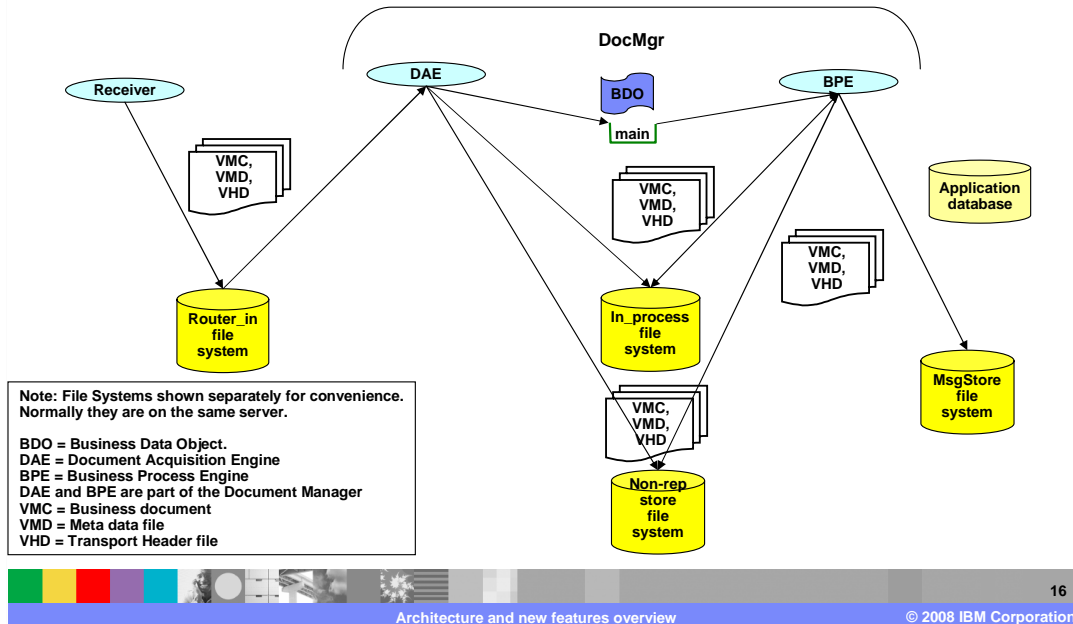 DocMgr
DAE
Receiver
BDO
BPE
main
VMC,
VMD,
VHD
VMC,
VMD,
VHD
Application
database
VMC,
VMD,
VHD
Router_in
file
system
In_process
file
system
MsgStore
file
system
VMC,
VMD,
VHD
Non-rep
store
file
system
Note: File Systems shown separately for convenience.
Normally they are on the same server.
BDO = Business Data Object.
DAE = Document Acquisition Engine
BPE = Business Process Engine
DAE and BPE are part of the Document Manager
VMC = Business document
VMD = Meta data file
VHD = Transport Header file
16
Architecture and new features overview
© 2008 IBM Corporation